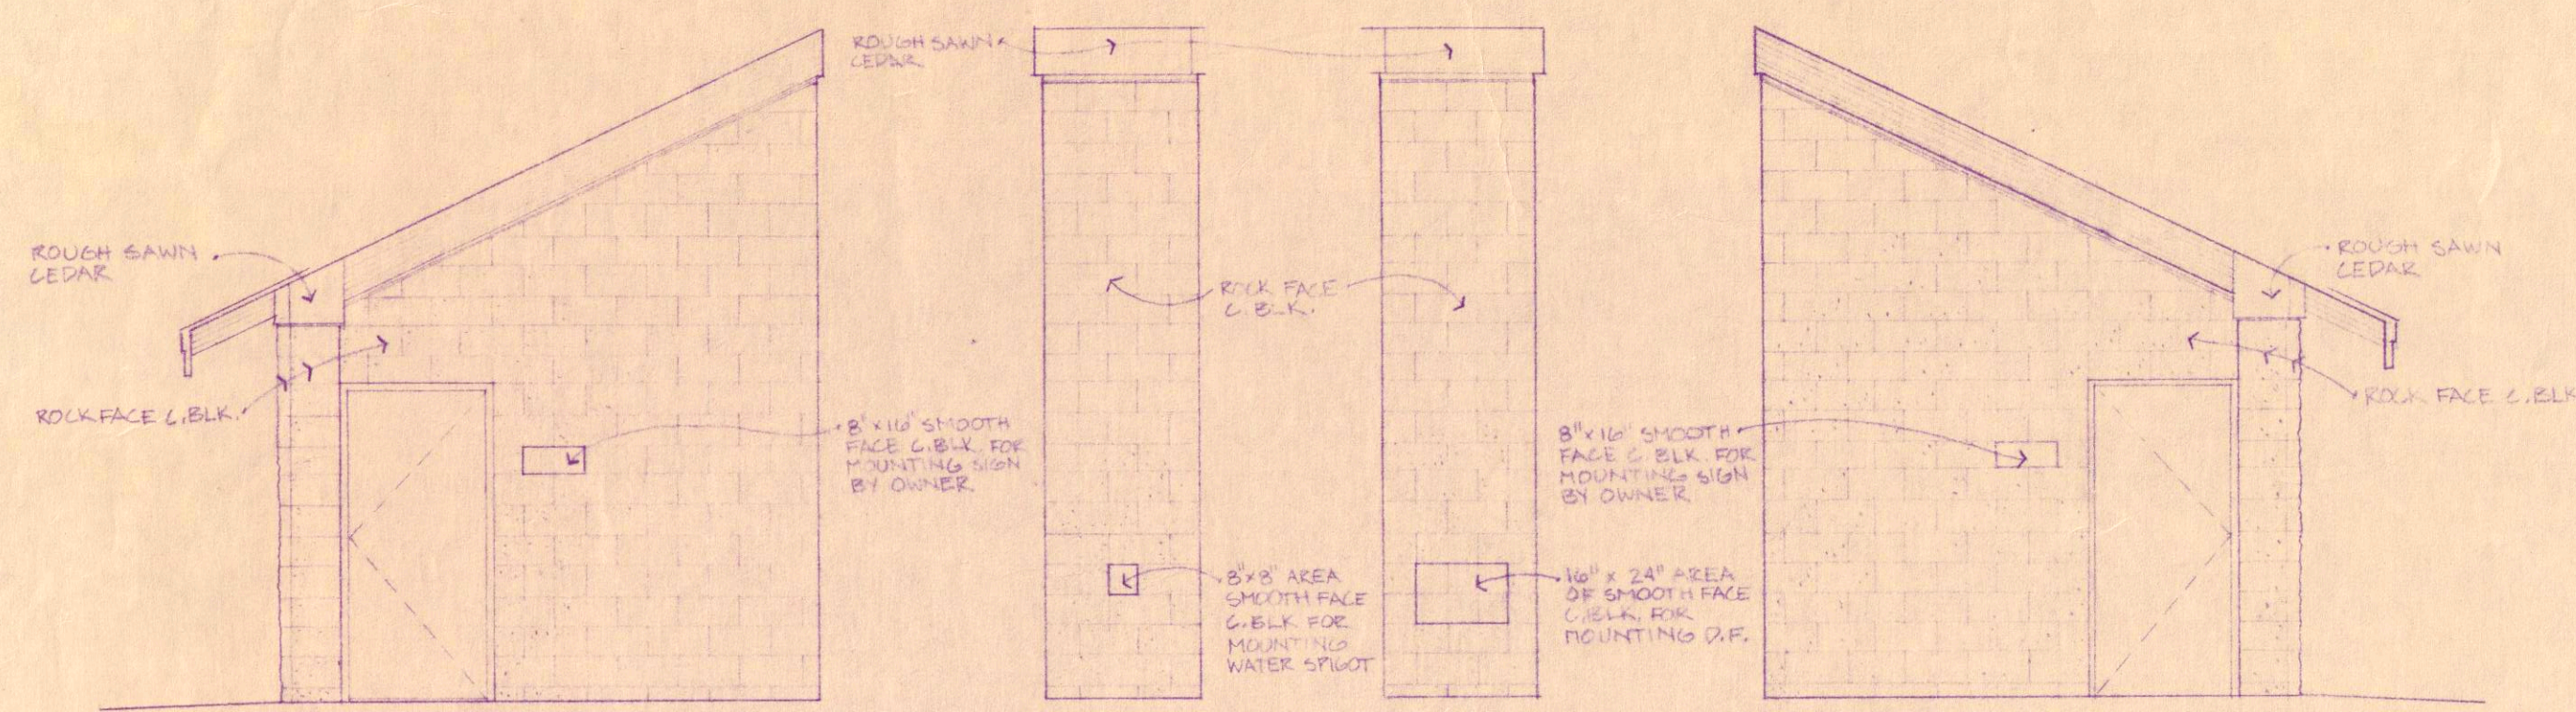 ROUGH SAWN
CEDAR
ROCK FACE C.BLK.
ROUGH SAWN
CEDAR
8"x16" SMOOTH
FACE C.BLK. FOR
MOUNTING SIGN
BY OWNER
ROCK FACE
C.BLK.
8"x8" AREA
SMOOTH FACE
C.BLK FOR
MOUNTING
WATER SPIGOT
8"x16" SMOOTH
FACE C.BLK. FOR
MOUNTING SIGN
BY OWNER
16" x 24" AREA
OF SMOOTH FACE
C.BLK. FOR
MOUNTING D.F.
ROUGH SAWN
CEDAR
ROCK FACE C.BLK